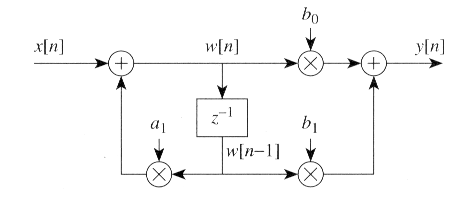 b₀
x[n] w[n] y[n]
z⁻¹
a₁ b₁
w[n−1]